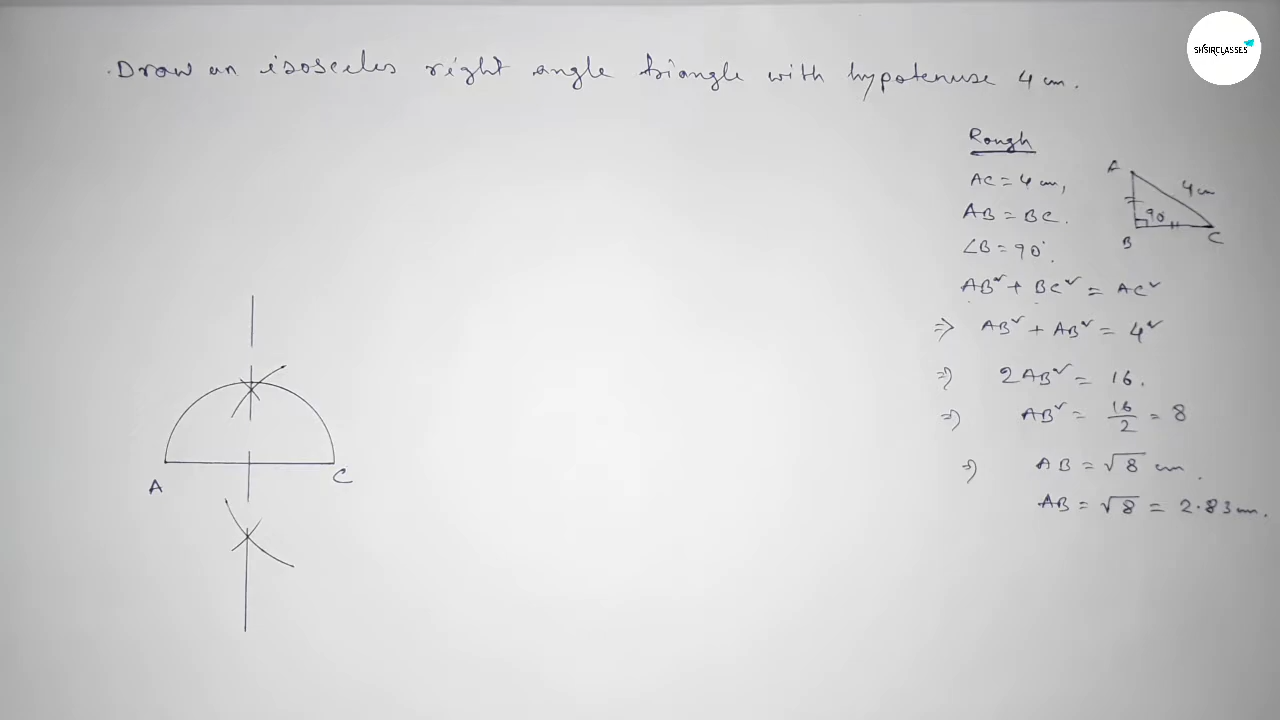 SHSIRCLASSES
.Draw an isosceles right angle triangle with hypotenuse 4 cm.
Rough
AC = 4 cm,
AB = BC.
∠B = 90°.
AB² + BC² = AC²
⇒ AB² + AB² = 4²
⇒ 2AB² = 16.
⇒ AB² = 16/2 = 8
⇒ AB = √8 cm.
AB = √8 = 2.83 cm.
A
4 cm
90°
B
C
A
C